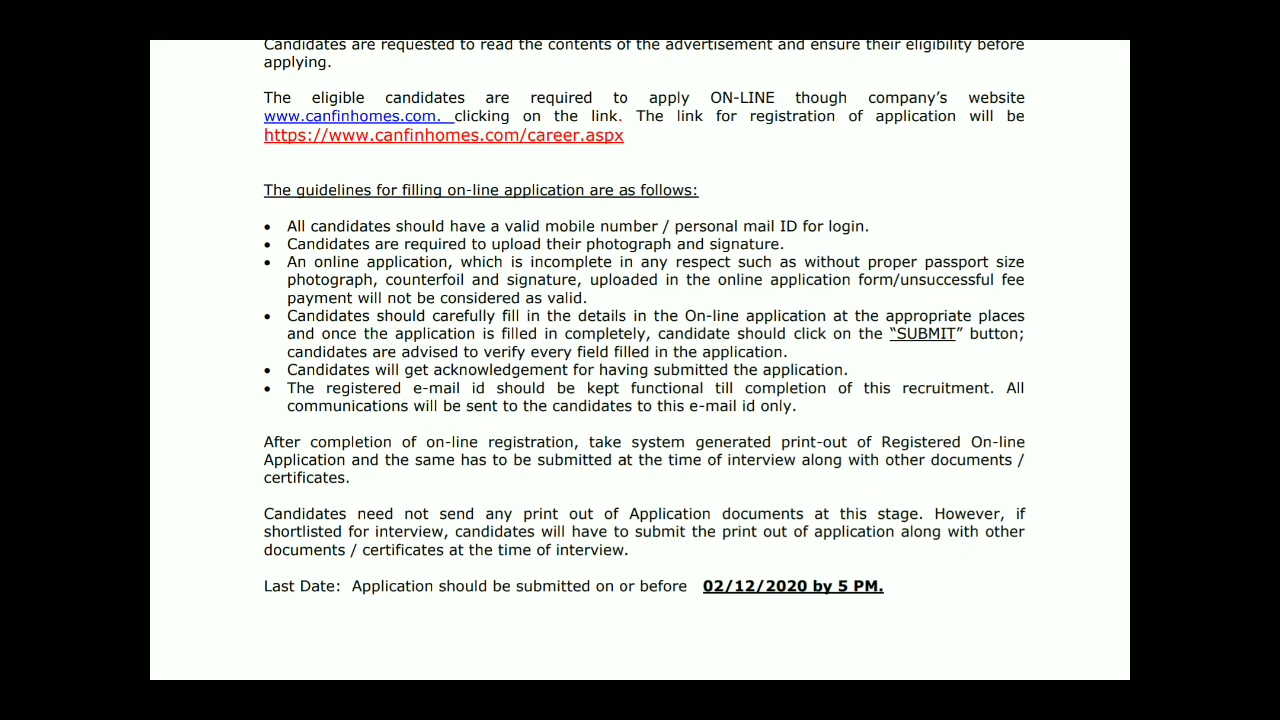 Candidates are requested to read the contents of the advertisement and ensure their eligibility before
applying.
The eligible candidates are required to apply ON-LINE though company's website
www.canfinhomes.com. clicking on the link. The link for registration of application will be
https://www.canfinhomes.com/career.aspx
The guidelines for filling on-line application are as follows:
• All candidates should have a valid mobile number / personal mail ID for login.
• Candidates are required to upload their photograph and signature.
• An online application, which is incomplete in any respect such as without proper passport size
photograph, counterfoil and signature, uploaded in the online application form/unsuccessful fee
payment will not be considered as valid.
• Candidates should carefully fill in the details in the On-line application at the appropriate places
and once the application is filled in completely, candidate should click on the “SUBMIT” button;
candidates are advised to verify every field filled in the application.
• Candidates will get acknowledgement for having submitted the application.
• The registered e-mail id should be kept functional till completion of this recruitment. All
communications will be sent to the candidates to this e-mail id only.
After completion of on-line registration, take system generated print-out of Registered On-line
Application and the same has to be submitted at the time of interview along with other documents /
certificates.
Candidates need not send any print out of Application documents at this stage. However, if
shortlisted for interview, candidates will have to submit the print out of application along with other
documents / certificates at the time of interview.
Last Date: Application should be submitted on or before 02/12/2020 by 5 PM.